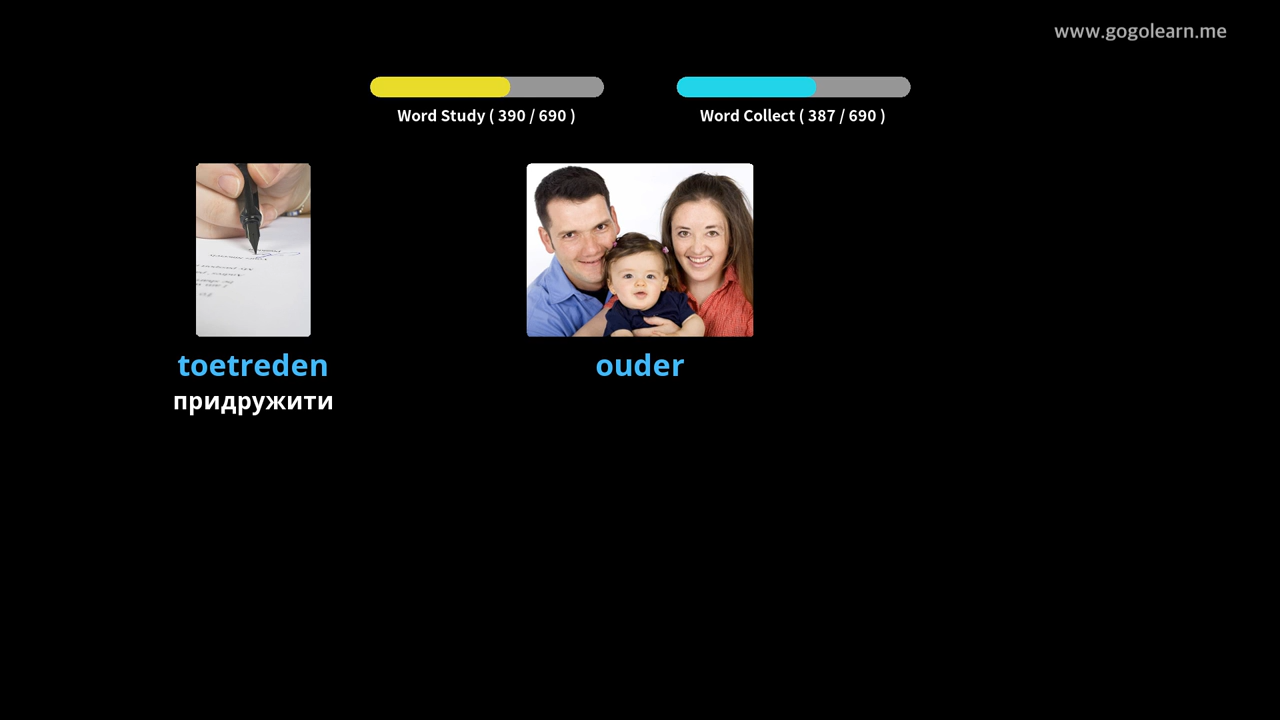 www.gogolearn.me
Word Study ( 390 / 690 )
Word Collect ( 387 / 690 )
toetreden
ouder
придружити